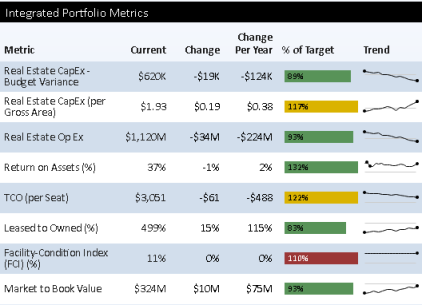 Integrated Portfolio Metrics
Metric Current Change Change Per Year % of Target Trend
Real Estate CapEx - Budget Variance $620K -$19K -$124K 89%
Real Estate CapEx (per Gross Area) $1.93 $0.19 $0.38 117%
Real Estate Op Ex $1,120M -$34M -$224M 93%
Return on Assets (%) 37% -1% 2% 132%
TCO (per Seat) $3,051 -$61 -$488 122%
Leased to Owned (%) 499% 15% 115% 83%
Facility-Condition Index (FCI) (%) 11% 0% 0% 110%
Market to Book Value $324M $10M $75M 93%